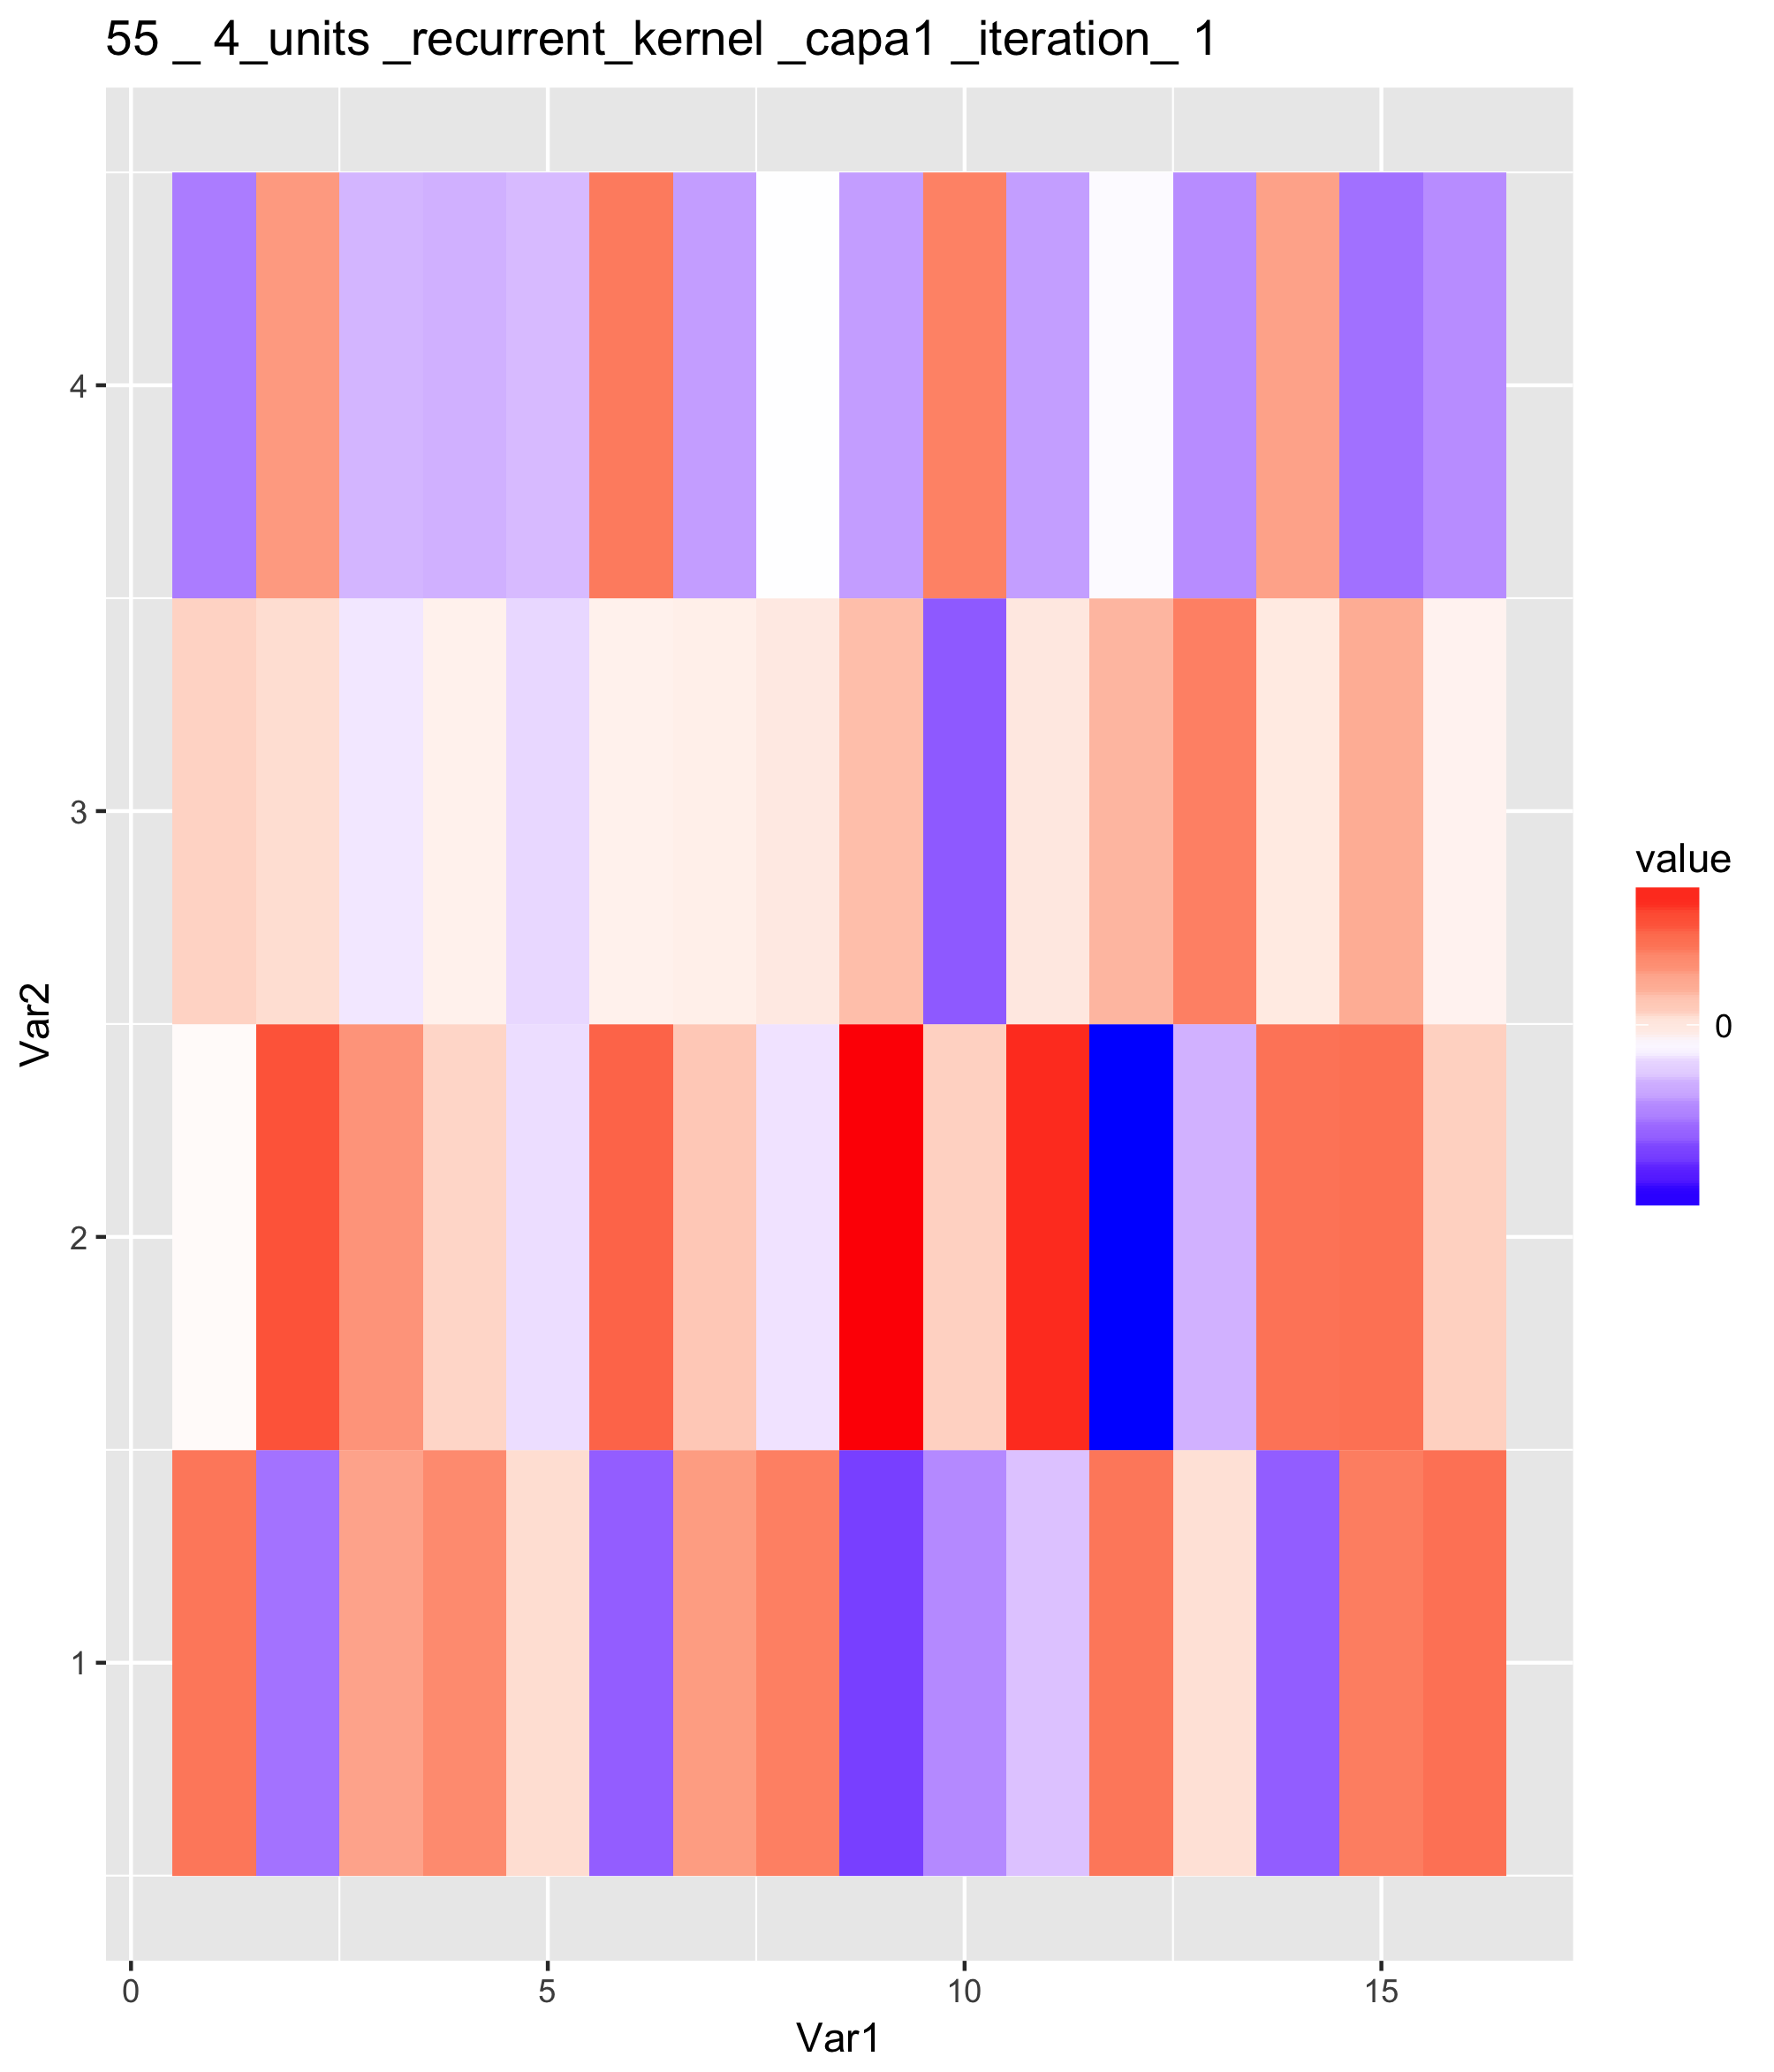 55 _ 4_units _recurrent_kernel _capa1 _iteration_ 1
4
3
2
1
Var2
0
5
10
15
Var1
value
0